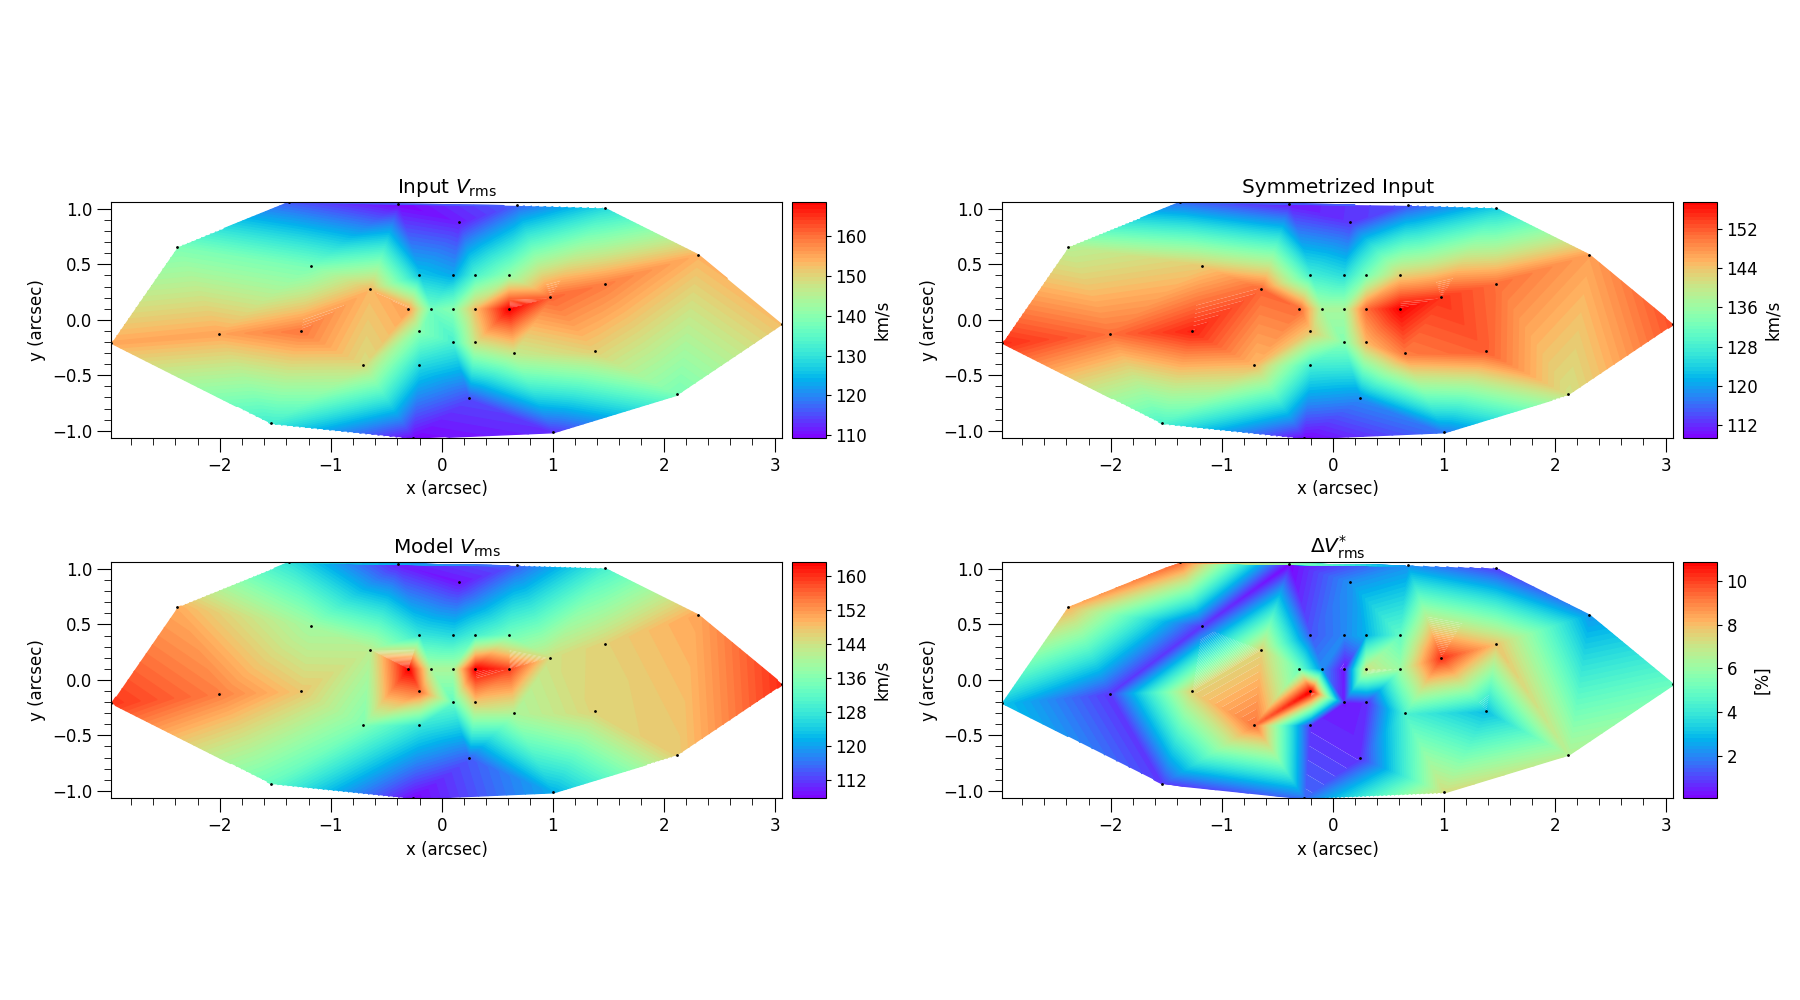 Input V_rms
1.0
0.5
0.0
−0.5
−1.0
y (arcsec)
−2 −1 0 1 2 3
x (arcsec)
160
150
140
130
120
110
km/s
Symmetrized Input
1.0
0.5
0.0
−0.5
−1.0
y (arcsec)
−2 −1 0 1 2 3
x (arcsec)
152
144
136
128
120
112
km/s
Model V_rms
1.0
0.5
0.0
−0.5
−1.0
y (arcsec)
−2 −1 0 1 2 3
x (arcsec)
160
152
144
136
128
120
112
km/s
ΔV*_rms
1.0
0.5
0.0
−0.5
−1.0
y (arcsec)
−2 −1 0 1 2 3
x (arcsec)
10
8
6
4
2
[%]